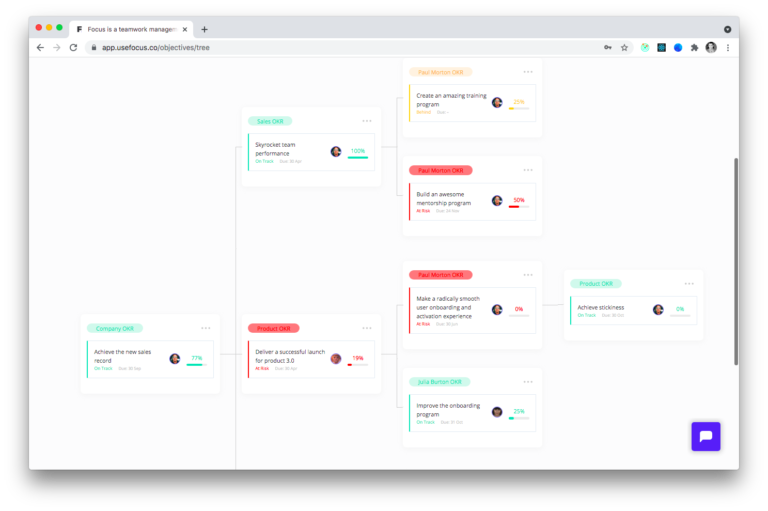 Focus is a teamwork managem
app.usefocus.co/objectives/tree
Paul Morton OKR
Create an amazing training
program
25%
Behind
Sales OKR
Skyrocket team
performance
100%
On Track Due: 30 Apr
Paul Morton OKR
Build an awesome
mentorship program
50%
At Risk Due: 24 Nov
Paul Morton OKR
Make a radically smooth
user onboarding and
activation experience
0%
At Risk Due: 30 Jun
Product OKR
Achieve stickiness
0%
On Track Due: 30 Oct
Company OKR
Achieve the new sales
record
77%
On Track Due: 30 Sep
Product OKR
Deliver a successful launch
for product 3.0
19%
At Risk Due: 30 Apr
Julia Burton OKR
Improve the onboarding
program
25%
On Track Due: 31 Oct